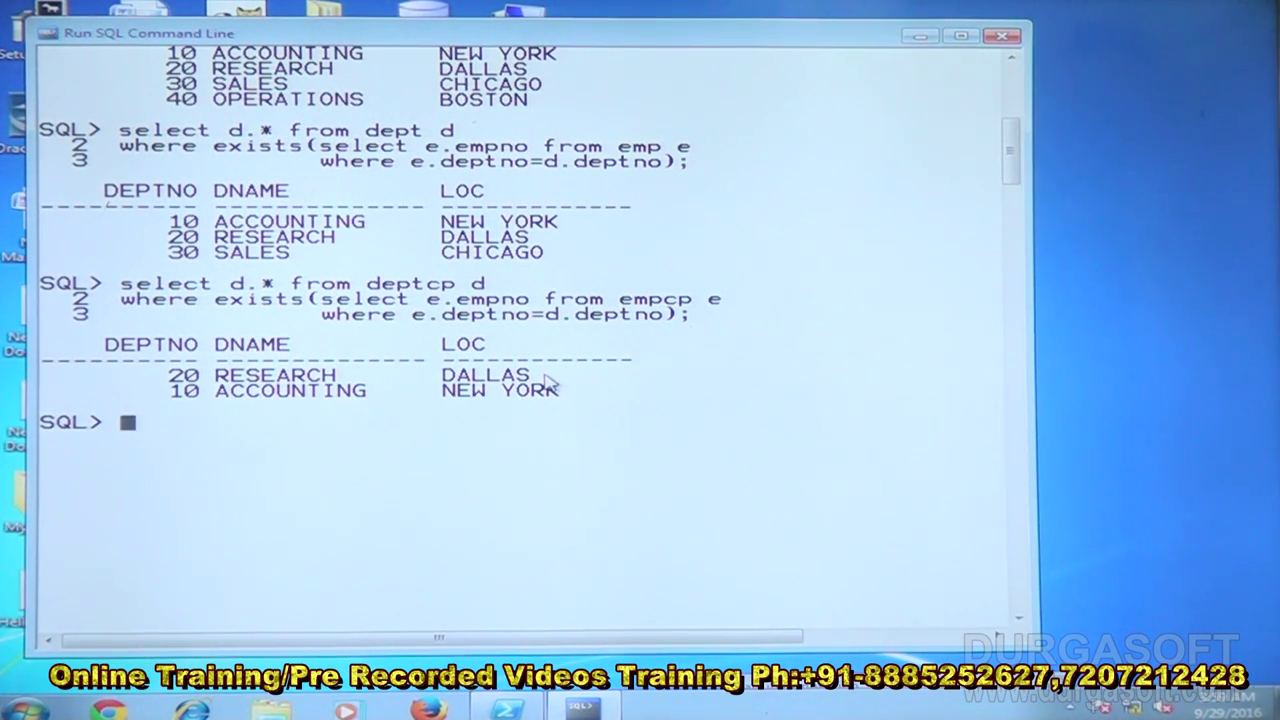 Run SQL Command Line
10 ACCOUNTING NEW YORK
20 RESEARCH DALLAS
30 SALES CHICAGO
40 OPERATIONS BOSTON
SQL> select d.* from dept d
2 where exists(select e.empno from emp e
3 where e.deptno=d.deptno);
DEPTNO DNAME LOC
---------- -------------- -------------
10 ACCOUNTING NEW YORK
20 RESEARCH DALLAS
30 SALES CHICAGO
SQL> select d.* from deptcp d
2 where exists(select e.empno from empcp e
3 where e.deptno=d.deptno);
DEPTNO DNAME LOC
---------- -------------- -------------
20 RESEARCH DALLAS
10 ACCOUNTING NEW YORK
SQL>
DURGASOFT
Online Training/Pre Recorded Videos Training Ph:+91-8885252627,7207212428
9/29/2016